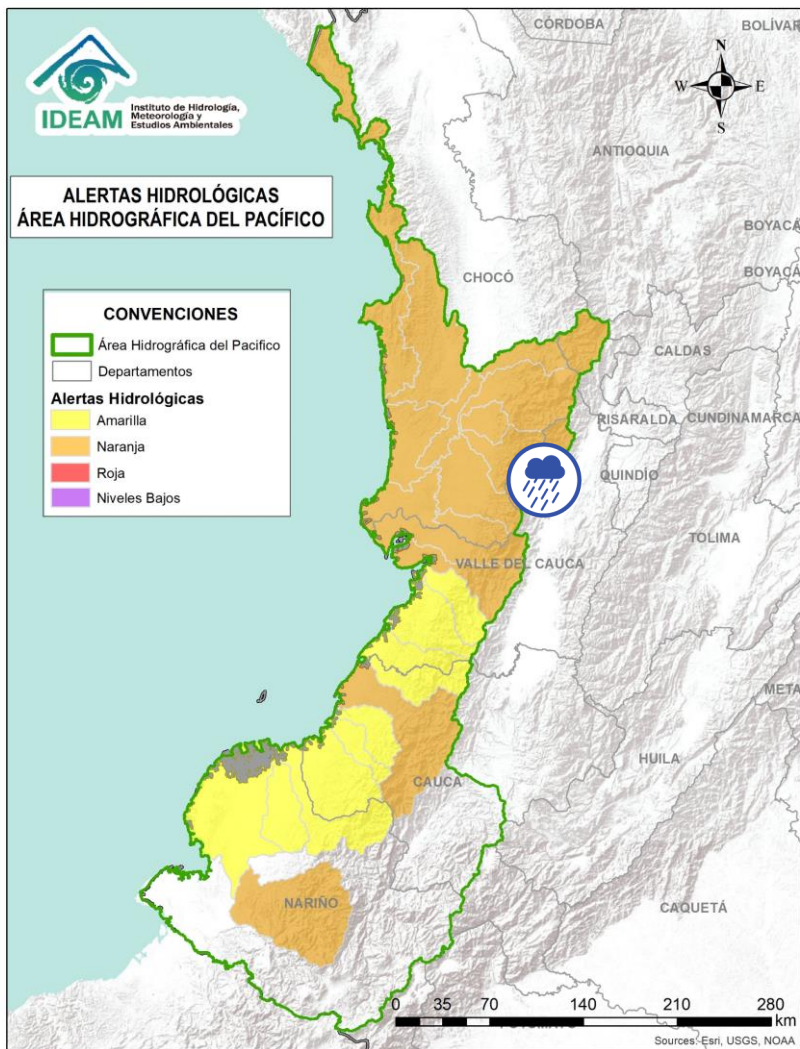 CÓRDOBA
BOLÍVAR
IDEAM
Instituto de Hidrología,
Meteorología y
Estudios Ambientales
N
W E
S
ANTIOQUIA
ALERTAS HIDROLÓGICAS
ÁREA HIDROGRÁFICA DEL PACÍFICO
BOYACÁ
BOYACÁ
CHOCÓ
CONVENCIONES
Área Hidrográfica del Pacifico
Departamentos
Alertas Hidrológicas
Amarilla
Naranja
Roja
Niveles Bajos
CALDAS
RISARALDA
CUNDINAMARCA
QUINDÍO
TOLIMA
VALLE DEL CAUCA
META
HUILA
CAUCA
NARIÑO
CAQUETÁ
0 35 70 140 210 280
km
Sources: Esri, USGS, NOAA